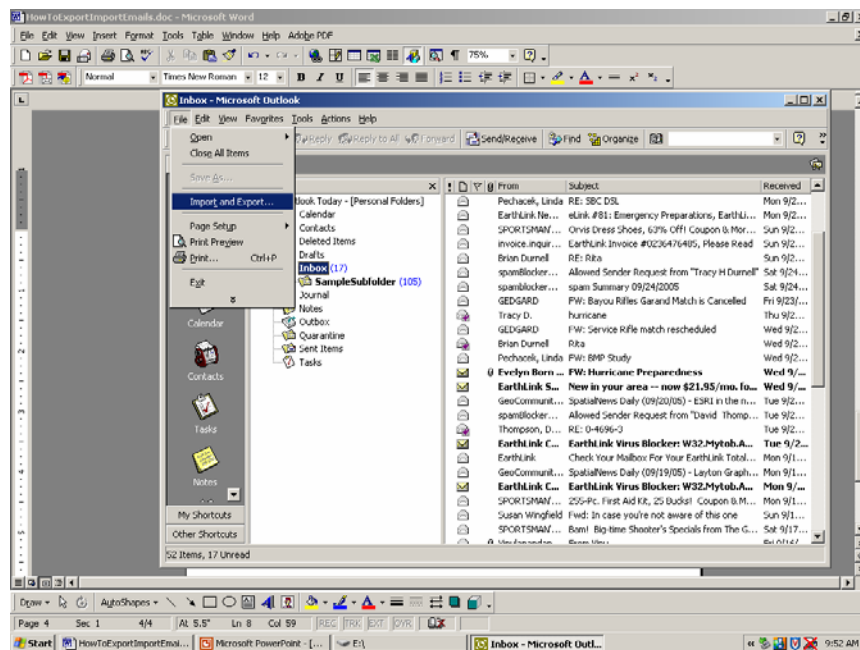 HowToExportImportEmails.doc - Microsoft Word
File Edit View Insert Format Tools Table Window Help Adobe PDF
75%
Normal Times New Roman 12 B I U
Inbox - Microsoft Outlook
File Edit View Favorites Tools Actions Help
Reply Reply to All Forward Send/Receive Find Organize
Open
Close All Items
Save As...
Import and Export...
Page Setup
Print Preview
Print... Ctrl+P
Exit
look Today - [Personal Folders]
Calendar
Contacts
Deleted Items
Drafts
Inbox (17)
SampleSubfolder (105)
Journal
Notes
Outbox
Quarantine
Sent Items
Tasks
Calendar
Contacts
Tasks
Notes
My Shortcuts
Other Shortcuts
From Subject Received
Pechacek, Linda RE: SBC DSL Mon 9/2...
EarthLink Ne... eLink #81: Emergency Preparations, EarthLi... Mon 9/2...
SPORTSMAN'... Orvis Dress Shoes, 63% Off! Coupon & Mor... Sun 9/2...
invoice.inquir... EarthLink Invoice #0236476485, Please Read Sun 9/2...
Brian Durnell RE: Rita Sun 9/2...
spamBlocker... Allowed Sender Request from "Tracy H Durnell" Sat 9/24...
spamblocker... spam Summary 09/24/2005 Sat 9/24...
GEDGARD FW: Bayou Rifles Garand Match is Cancelled Fri 9/23/...
Tracy D. hurricane Thu 9/2...
GEDGARD FW: Service Rifle match rescheduled Wed 9/2...
Brian Durnell Rita Wed 9/2...
Pechacek, Linda FW: BMP Study Wed 9/2...
Evelyn Born ... FW: Hurricane Preparedness Wed 9/...
EarthLink S... New in your area -- now $21.95/mo. fo... Wed 9/...
GeoCommunit... SpatialNews Daily (09/20/05) - ESRI in the n... Tue 9/2...
spamBlocker... Allowed Sender Request from "David Thomp... Tue 9/2...
Thompson, D... RE: 0-4696-3 Tue 9/2...
EarthLink C... EarthLink Virus Blocker: W32.Mytob.A... Tue 9/2...
EarthLink Check Your Mailbox For Your EarthLink Total... Mon 9/1...
GeoCommunit... SpatialNews Daily (09/19/05) - Layton Graph... Mon 9/1...
EarthLink C... EarthLink Virus Blocker: W32.Mytob.A... Mon 9/...
SPORTSMAN'... 255-Pc. First Aid Kit, 25 Bucks! Coupon & M... Mon 9/1...
Susan Wingfield Fwd: In case you're not aware of this one Sun 9/1...
SPORTSMAN'... Bam! Big-time Shooter's Specials from The G... Sat 9/17...
52 Items, 17 Unread
Draw AutoShapes
Page 4 Sec 1 4/4 At 5.5" Ln 8 Col 59 REC TRK EXT OVR
Start HowToExportImportEmai... Microsoft PowerPoint - [... E:\ Inbox - Microsoft Outl... 9:52 AM